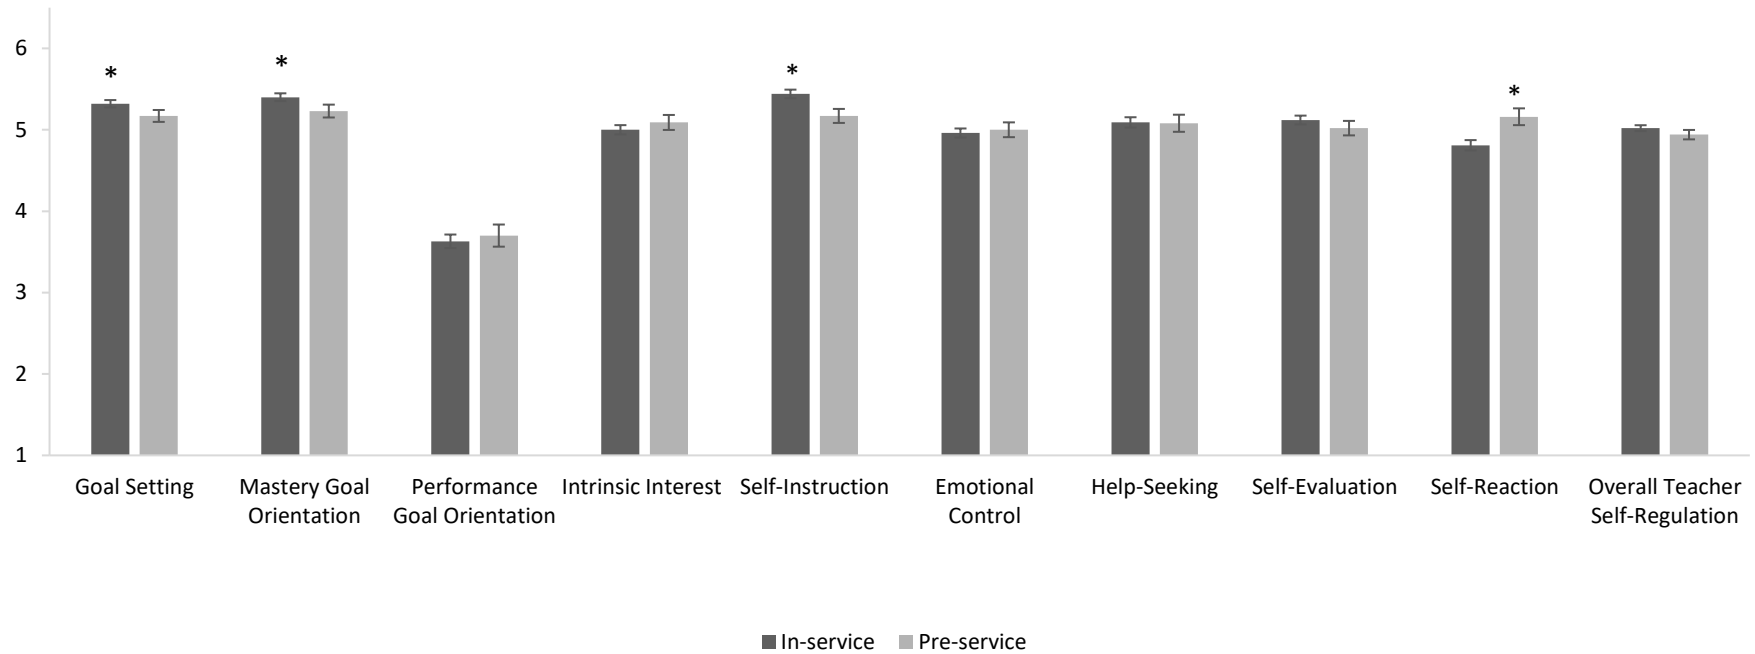 6
5
4
3
2
1
*
*
*
*
Goal Setting
Mastery Goal
Orientation
Performance
Goal Orientation
Intrinsic Interest
Self-Instruction
Emotional
Control
Help-Seeking
Self-Evaluation
Self-Reaction
Overall Teacher
Self-Regulation
In-service
Pre-service